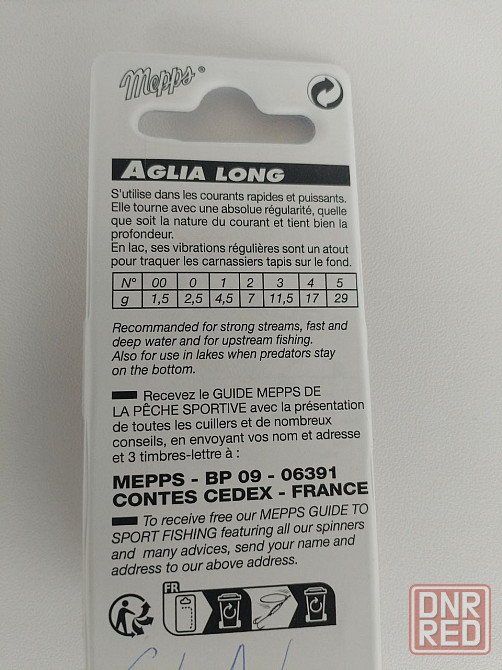 Mepps®
AGLIA LONG
S'utilise dans les courants rapides et puissants.
Elle tourne avec une absolue régularité, quelle
que soit la nature du courant et tient bien la
profondeur.
En lac, ses vibrations régulières sont un atout
pour traquer les carnassiers tapis sur le fond.
N° 00 0 1 2 3 4 5
g 1,5 2,5 4,5 7 11,5 17 29
Recommanded for strong streams, fast and
deep water and for upstream fishing.
Also for use in lakes when predators stay
on the bottom.
Recevez le GUIDE MEPPS DE
LA PÊCHE SPORTIVE avec la présentation
de toutes les cuillers et de nombreux
conseils, en envoyant vos nom et adresse
et 3 timbres-lettre à :
MEPPS - BP 09 - 06391
CONTES CEDEX - FRANCE
To receive free our MEPPS GUIDE TO
SPORT FISHING featuring all our spinners
and many advices, send your name and
address to our above address.
FR
DNR
RED